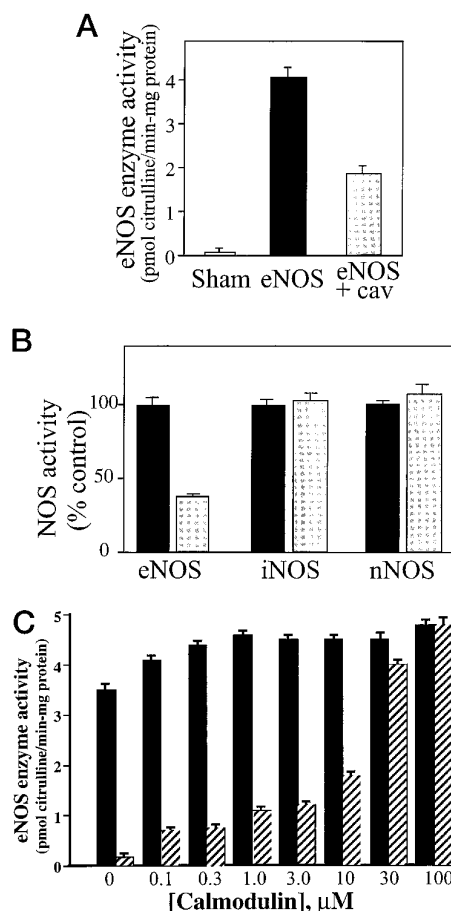 A
eNOS enzyme activity
(pmol citrulline/min-mg protein)
4
3
2
1
0
Sham
eNOS
eNOS
+ cav
B
NOS activity
(% control)
100
50
0
eNOS
iNOS
nNOS
C
eNOS enzyme activity
(pmol citrulline/min-mg protein)
5
4
3
2
1
0
0
0.1
0.3
1.0
3.0
10
30
100
[Calmodulin], μM